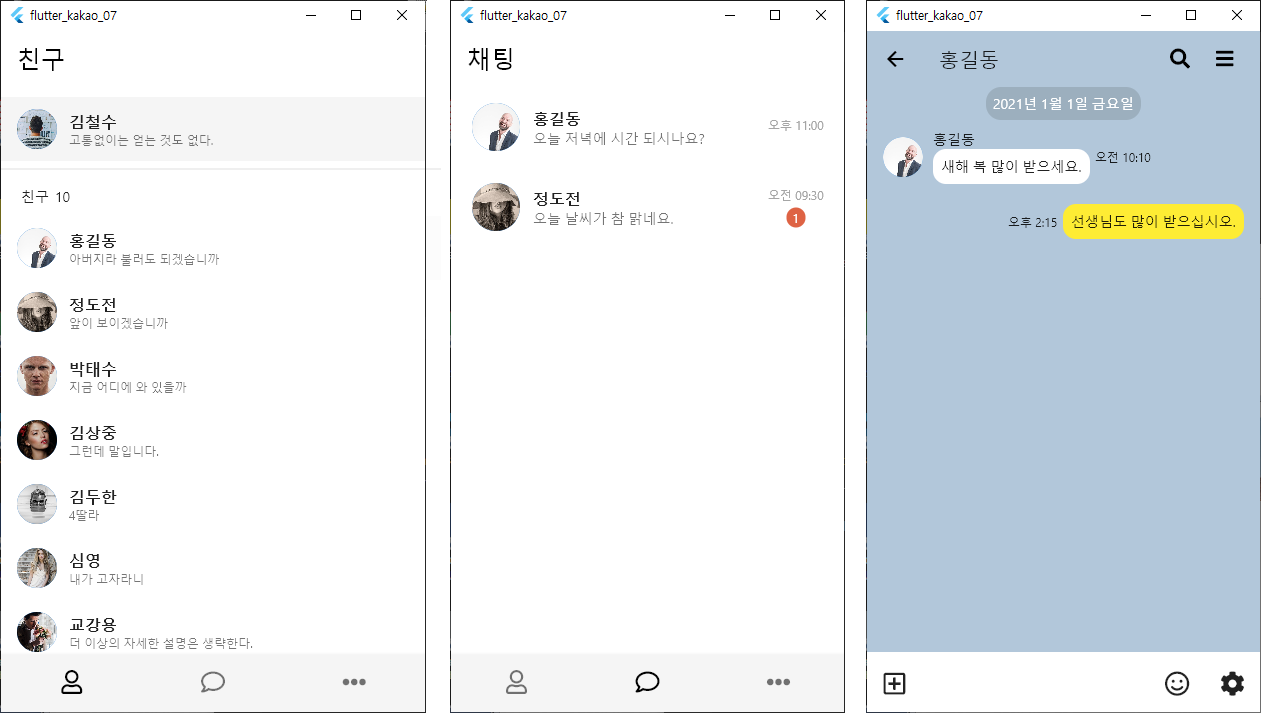 flutter_kakao_07
친구
김철수
고통없이는 얻는 것도 없다.
친구 10
홍길동
아버지라 불러도 되겠습니까
정도전
앞이 보이겠습니까
박태수
지금 어디에 와 있을까
김상중
그런데 말입니다.
김두한
4딸라
심영
내가 고자라니
교강용
더 이상의 자세한 설명은 생략한다.
flutter_kakao_07
채팅
홍길동
오늘 저녁에 시간 되시나요?
오후 11:00
정도전
오늘 날씨가 참 맑네요.
오전 09:30
1
flutter_kakao_07
홍길동
2021년 1월 1일 금요일
홍길동
새해 복 많이 받으세요.
오전 10:10
오후 2:15
선생님도 많이 받으십시오.